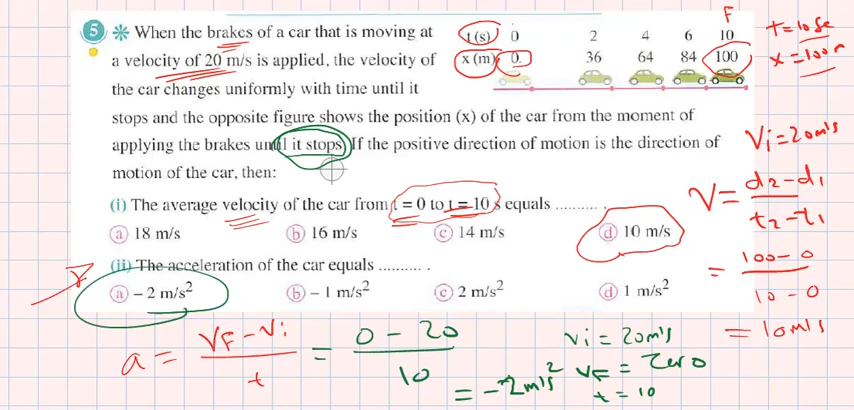 5 * When the brakes of a car that is moving at
a velocity of 20 m/s is applied, the velocity of
the car changes uniformly with time until it
stops and the opposite figure shows the position (x) of the car from the moment of
applying the brakes until it stops. If the positive direction of motion is the direction of
motion of the car, then:
F
t (s) 0 2 4 6 10
x (m) 0 36 64 84 100
(i) The average velocity of the car from t = 0 to t = 10 s equals .......... .
a 18 m/s b 16 m/s c 14 m/s d 10 m/s
(ii) The acceleration of the car equals .......... .
a – 2 m/s² b – 1 m/s² c 2 m/s² d 1 m/s²
t = 10 se
x = 100 m
Vi = 20 m/s
V = d2 - d1 / t2 - t1
= 100 - 0 / 10 - 0
= 10 m/s
a = VF - Vi / t = 0 - 20 / 10 = -2 m/s²
Vi = 20 m/s
VF = Zero
t = 10